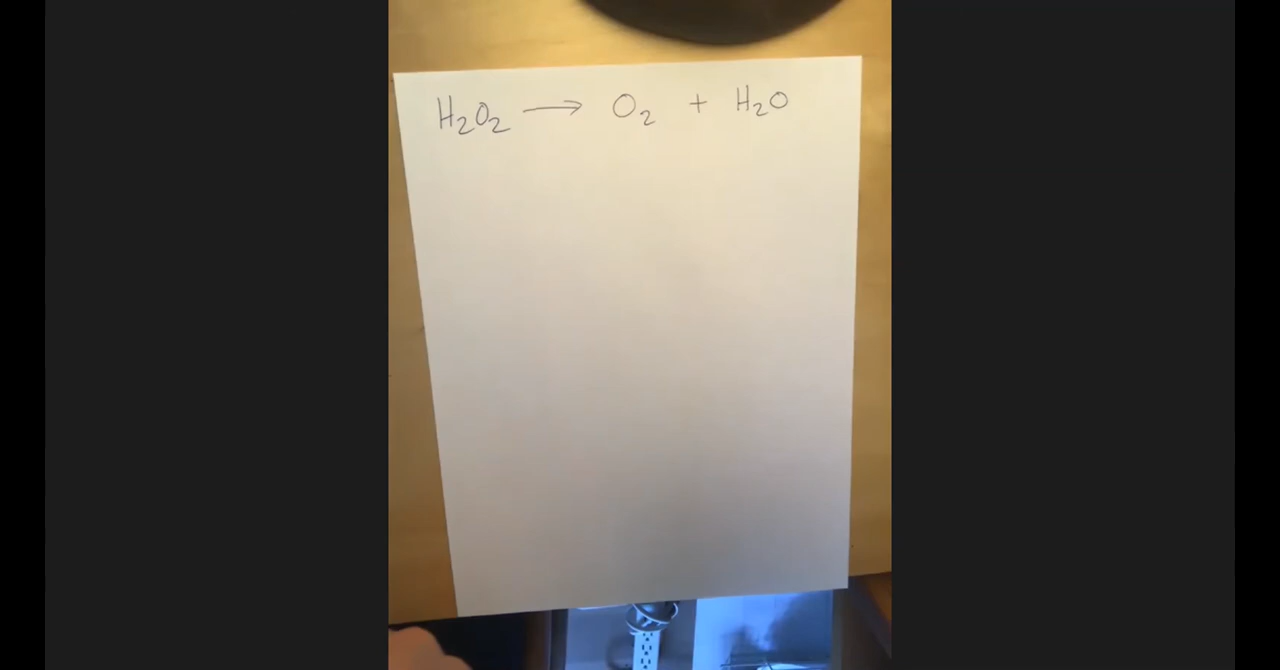 H₂O₂ → O₂ + H₂O